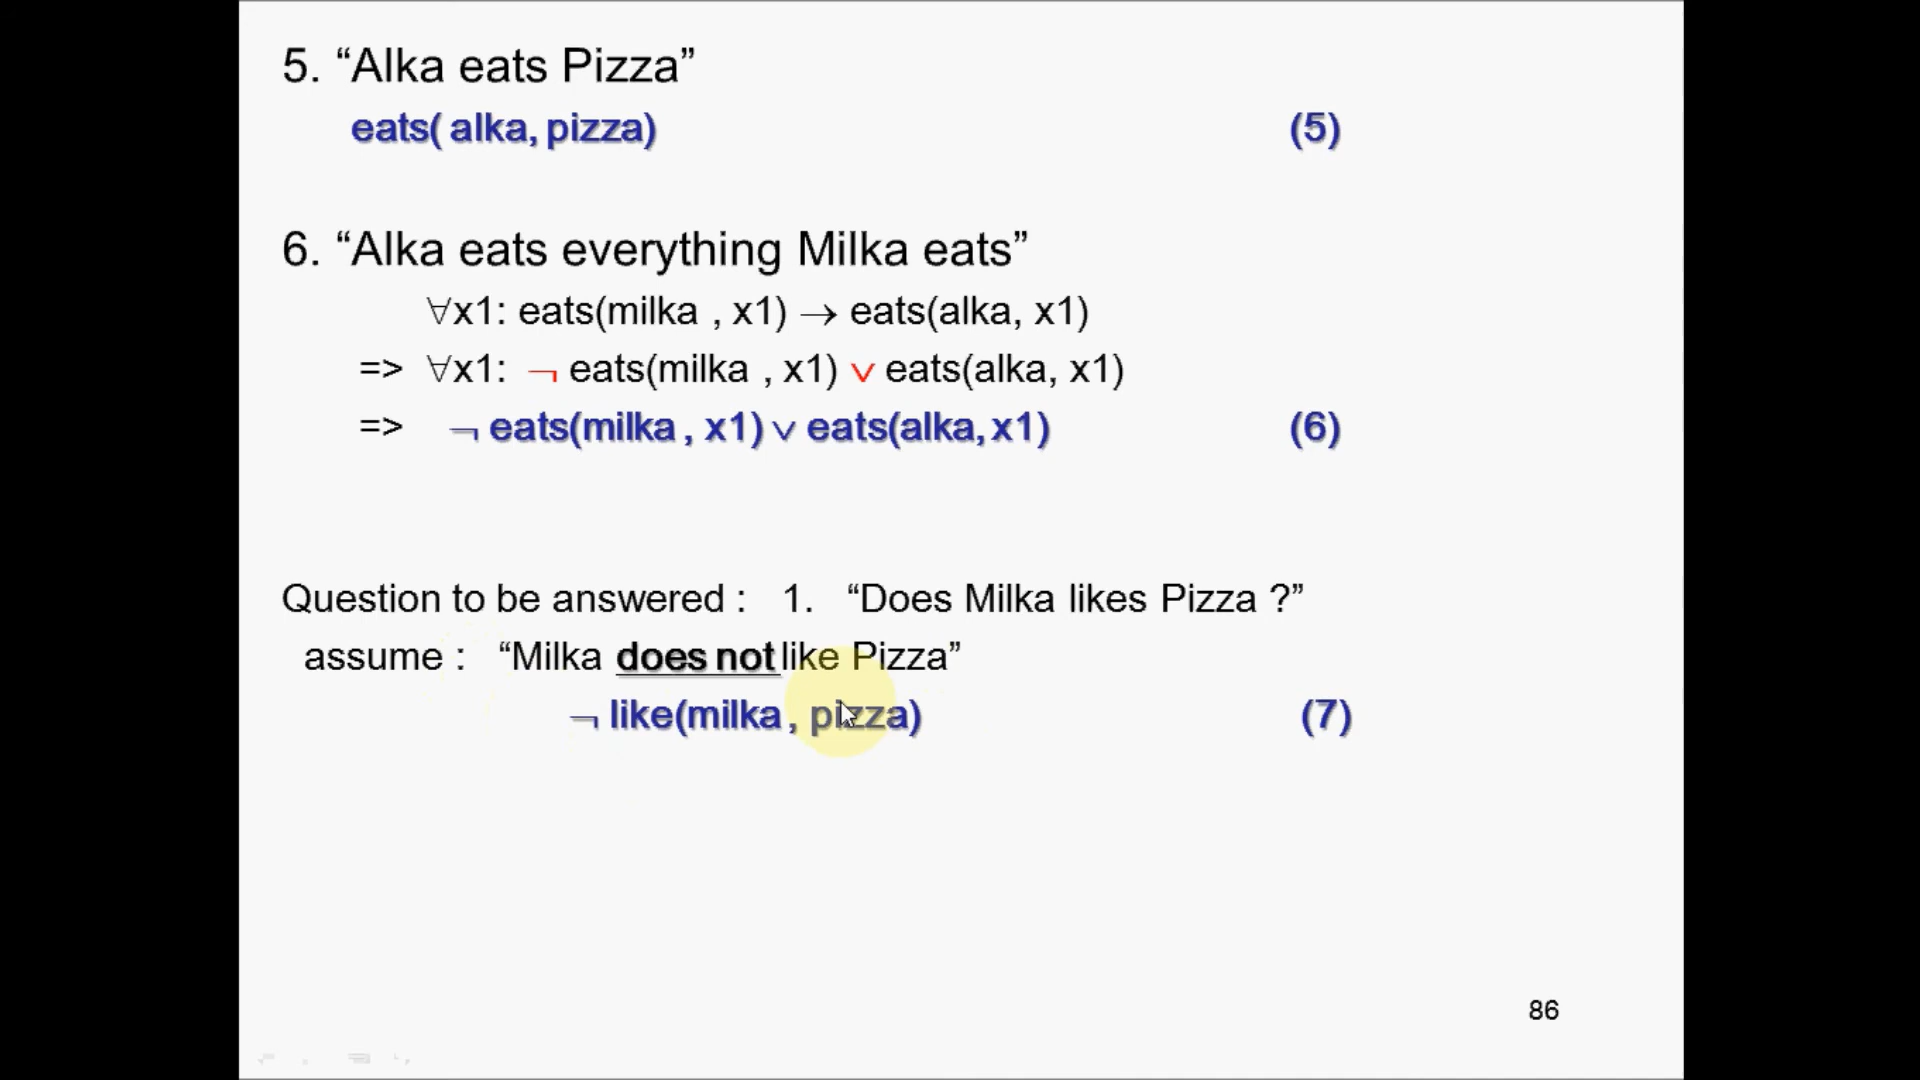 5. “Alka eats Pizza”
eats( alka, pizza) (5)
6. “Alka eats everything Milka eats”
∀x1: eats(milka , x1) → eats(alka, x1)
=> ∀x1: ¬ eats(milka , x1) ∨ eats(alka, x1)
=> ¬ eats(milka , x1) ∨ eats(alka, x1) (6)
Question to be answered : 1. “Does Milka likes Pizza ?”
assume : “Milka does not like Pizza”
¬ like(milka , pizza) (7)
86